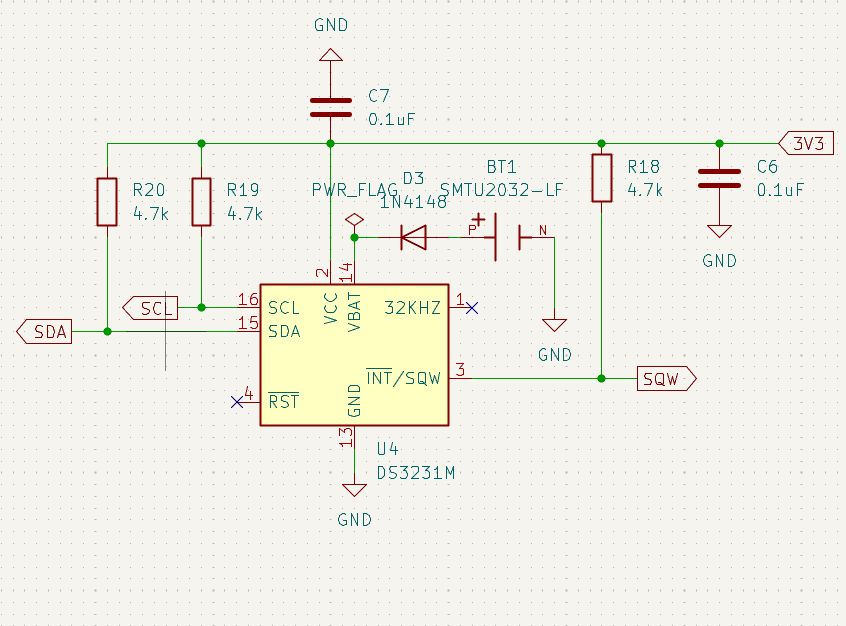 GND
C7
0.1uF
3V3
R20
4.7k
R19
4.7k
PWR_FLAG
D3
1N4148
BT1
SMTU2032-LF
R18
4.7k
C6
0.1uF
+
P
N
GND
2
14
16
SCL
SCL
VCC
VBAT
32KHZ
1
SDA
15
SDA
GND
INT/SQW
3
SQW
4
RST
GND
13
U4
DS3231M
GND